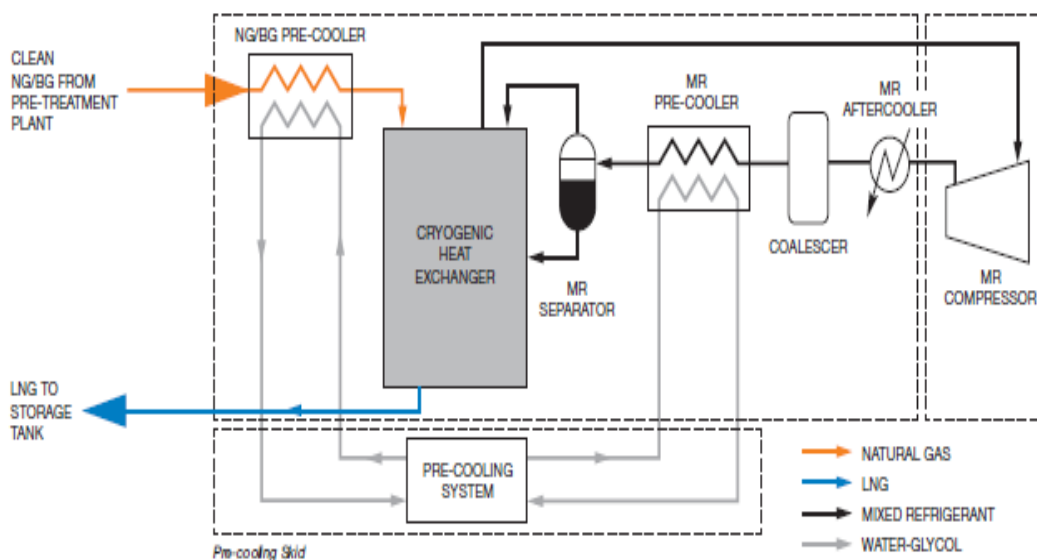 NG/BG PRE-COOLER
CLEAN
NG/BG FROM
PRE-TREATMENT
PLANT
MR
PRE-COOLER
MR
AFTERCOOLER
CRYOGENIC
HEAT
EXCHANGER
MR
SEPARATOR
COALESCER
MR
COMPRESSOR
LNG TO
STORAGE
TANK
PRE-COOLING
SYSTEM
NATURAL GAS
LNG
MIXED REFRIGERANT
WATER-GLYCOL
Pre-cooling Skid